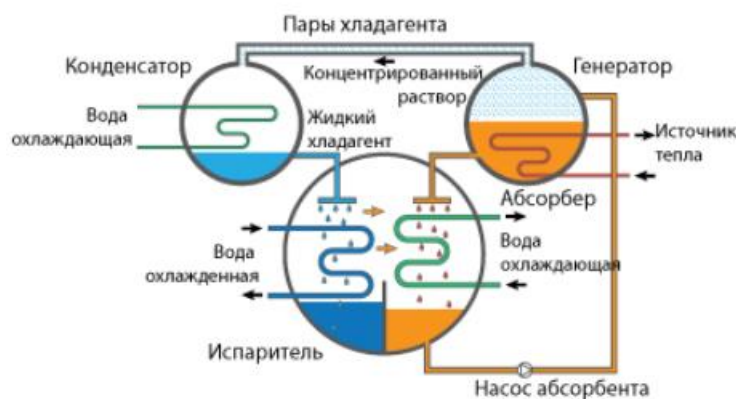 Пары хладагента
Конденсатор
Концентрированный
раствор
Генератор
Вода
охлаждающая
Жидкий
хладагент
Источник
тепла
Абсорбер
Вода
охлажденная
Вода
охлаждающая
Испаритель
Насос абсорбента